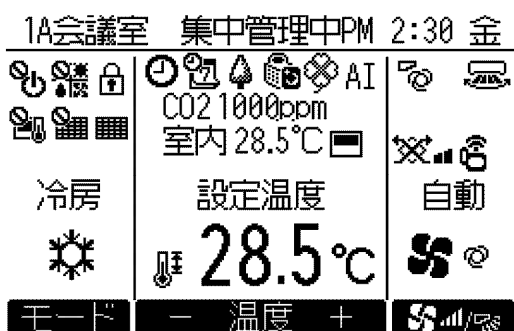 1A会議室 集中管理中PM 2:30 金
AI
CO2 1000ppm
室内 28.5℃
冷房 設定温度 自動
28.5℃
モード － 温度 ＋